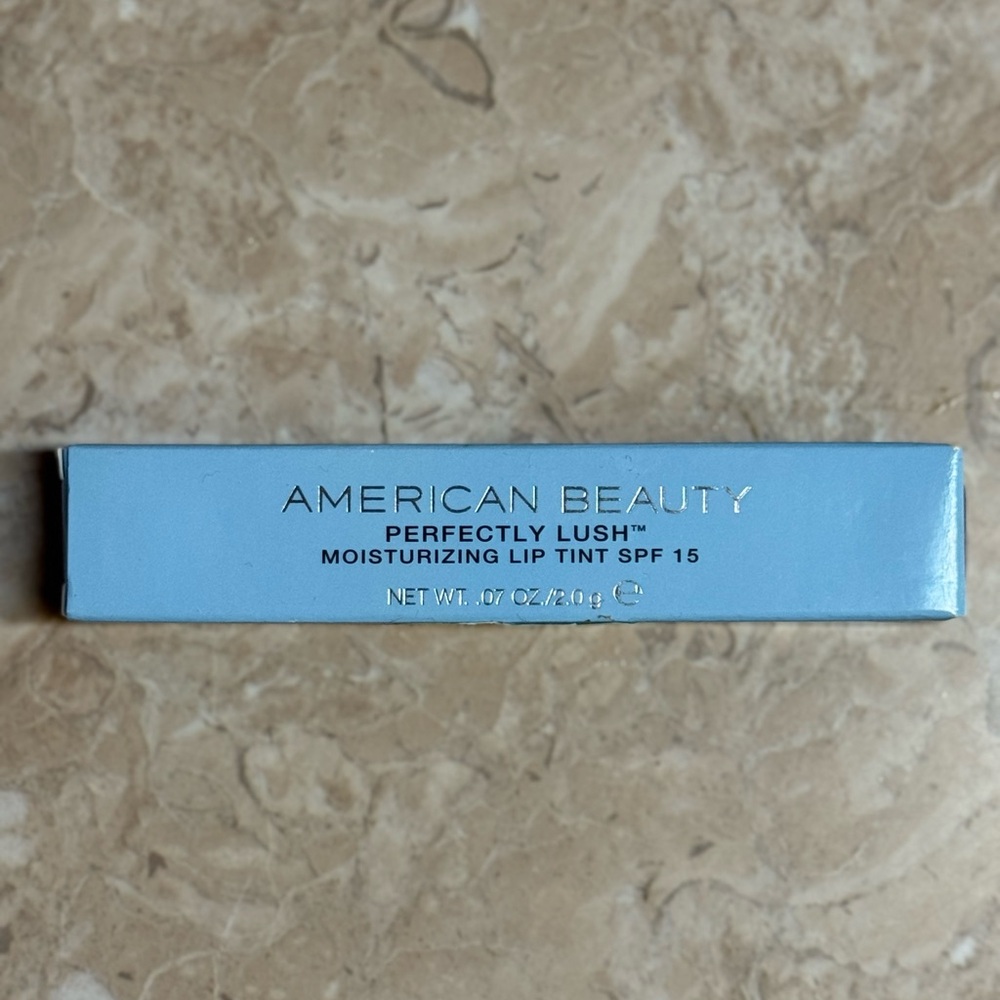 AMERICAN BEAUTY
PERFECTLY LUSH™
MOISTURIZING LIP TINT SPF 15
NET WT. .07 OZ./2.0 g ℮